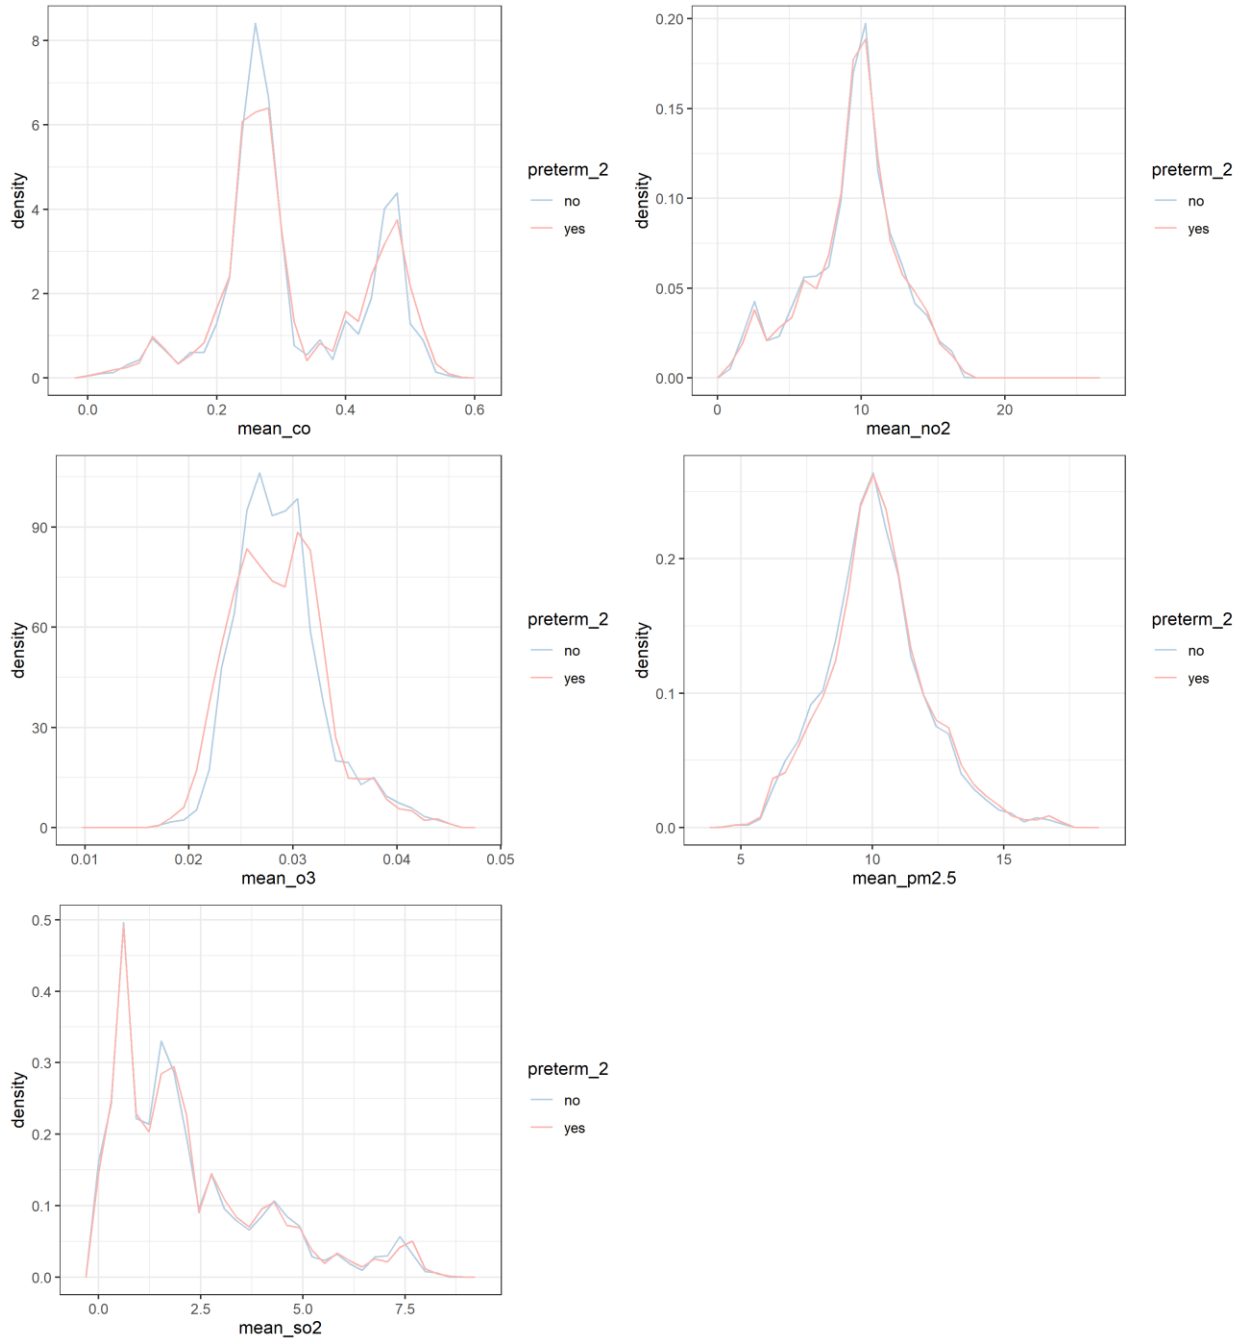 8
6
4
2
0
density
0.0
0.2
0.4
0.6
mean_co
preterm_2
no
yes
0.20
0.15
0.10
0.05
0.00
density
0
10
20
mean_no2
preterm_2
no
yes
90
60
30
0
density
0.01
0.02
0.03
0.04
0.05
mean_o3
preterm_2
no
yes
0.2
0.1
0.0
density
5
10
15
mean_pm2.5
preterm_2
no
yes
0.5
0.4
0.3
0.2
0.1
0.0
density
0.0
2.5
5.0
7.5
mean_so2
preterm_2
no
yes